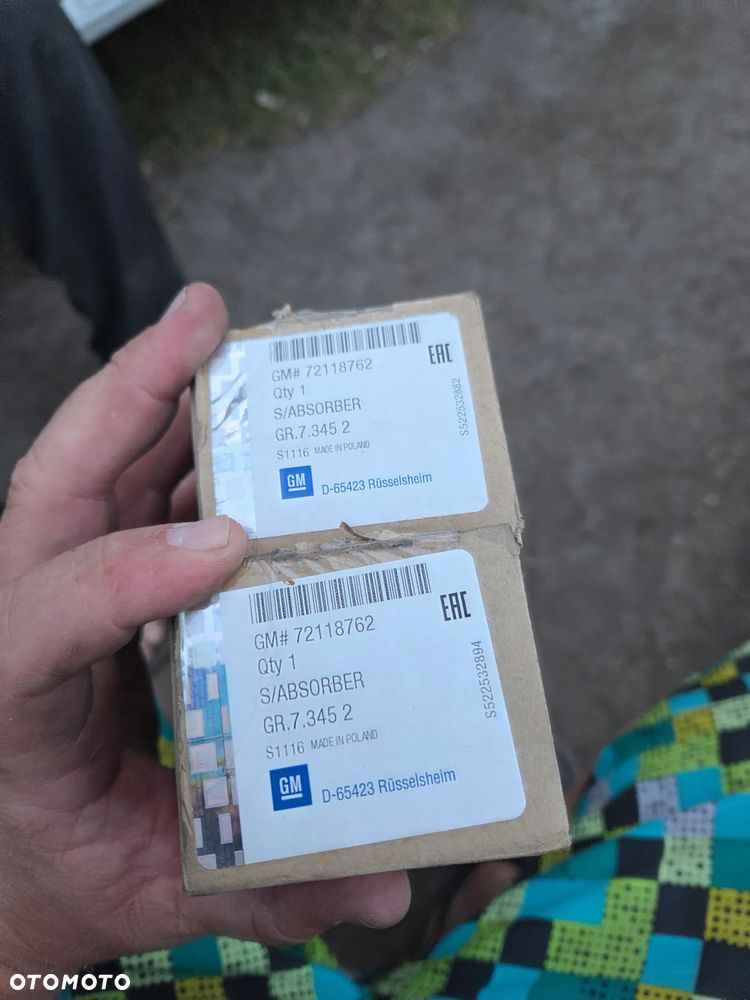 GM# 72118762
EAC
Qty 1
S/ABSORBER
GR.7.345 2
S1116 MADE IN POLAND
GM
D-65423 Rüsselsheim
S522532882
GM# 72118762
EAC
Qty 1
S/ABSORBER
GR.7.345 2
S1116 MADE IN POLAND
GM
D-65423 Rüsselsheim
S522532894
OTOMOTO